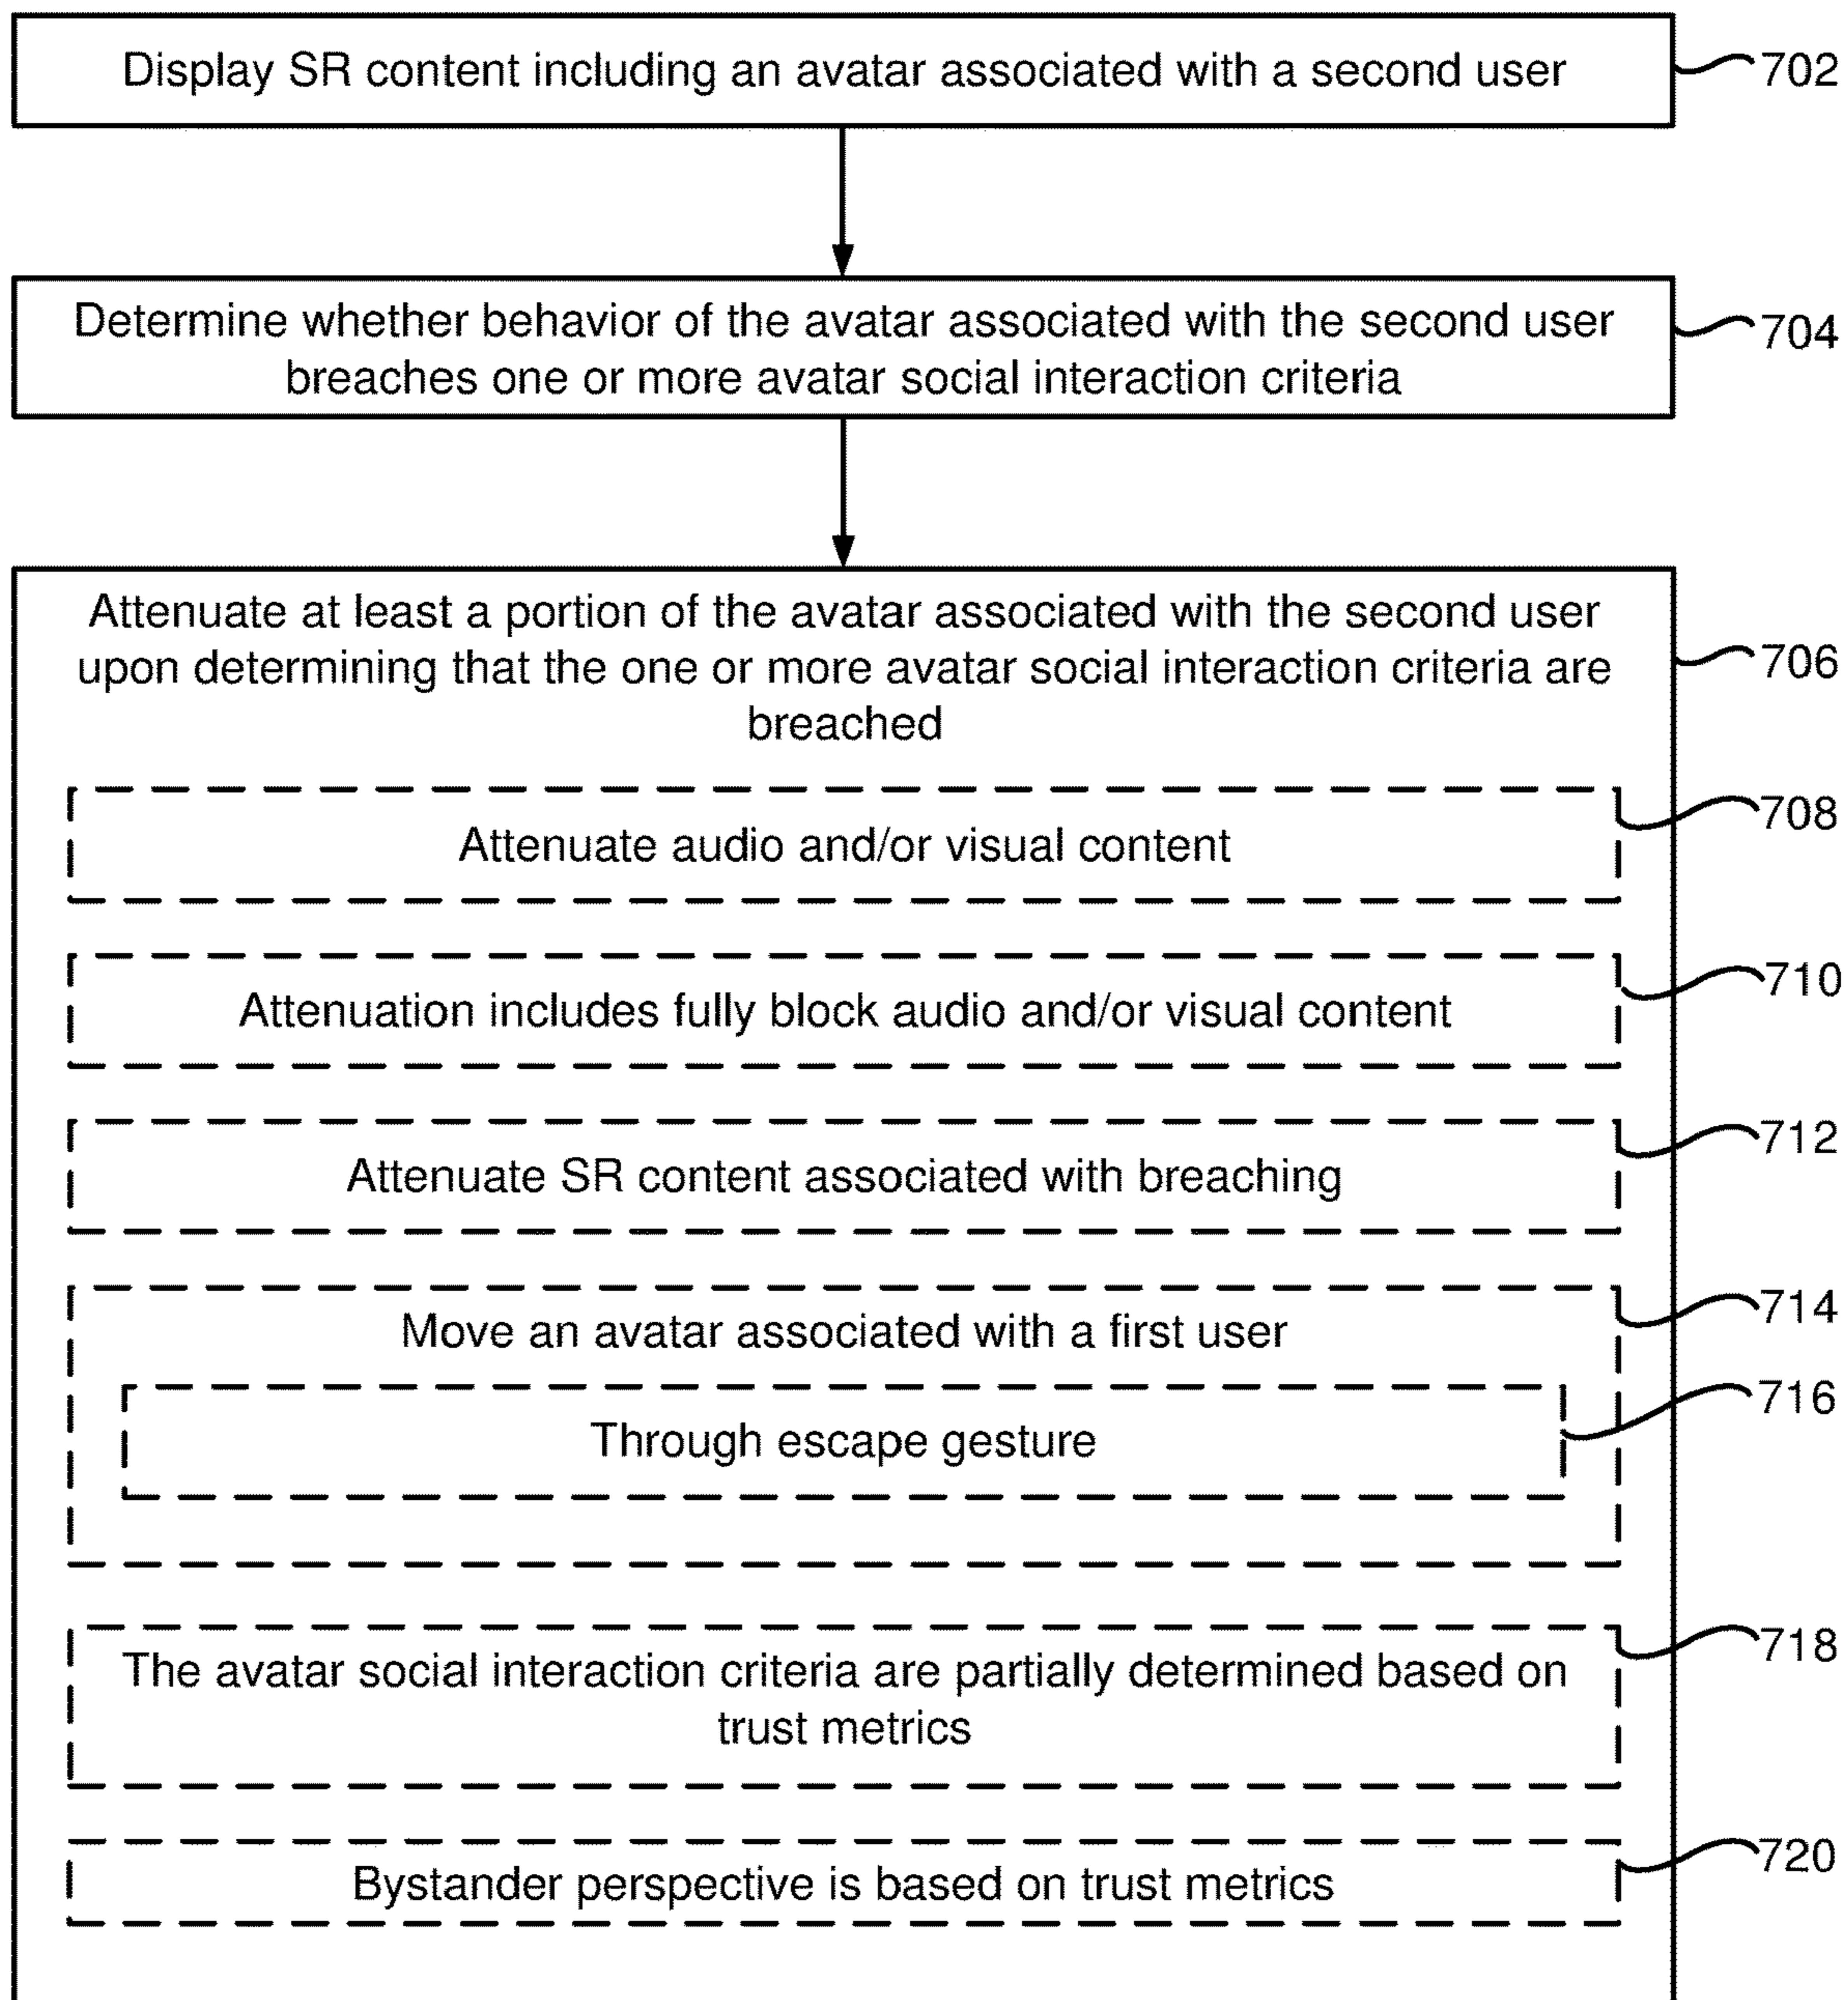 Display SR content including an avatar associated with a second user
702
Determine whether behavior of the avatar associated with the second user
breaches one or more avatar social interaction criteria
704
Attenuate at least a portion of the avatar associated with the second user
upon determining that the one or more avatar social interaction criteria are
breached
706
Attenuate audio and/or visual content
708
Attenuation includes fully block audio and/or visual content
710
Attenuate SR content associated with breaching
712
Move an avatar associated with a first user
714
Through escape gesture
716
The avatar social interaction criteria are partially determined based on
trust metrics
718
Bystander perspective is based on trust metrics
720